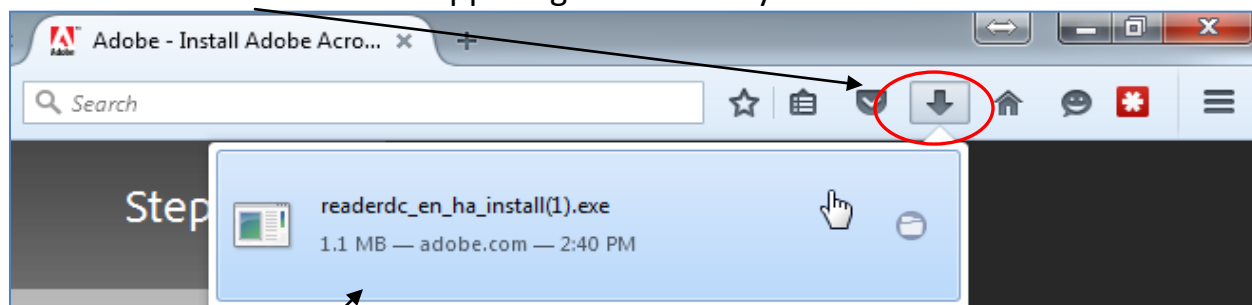 Adobe - Install Adobe Acro...
Search
Step
readerdc_en_ha_install(1).exe
1.1 MB — adobe.com — 2:40 PM